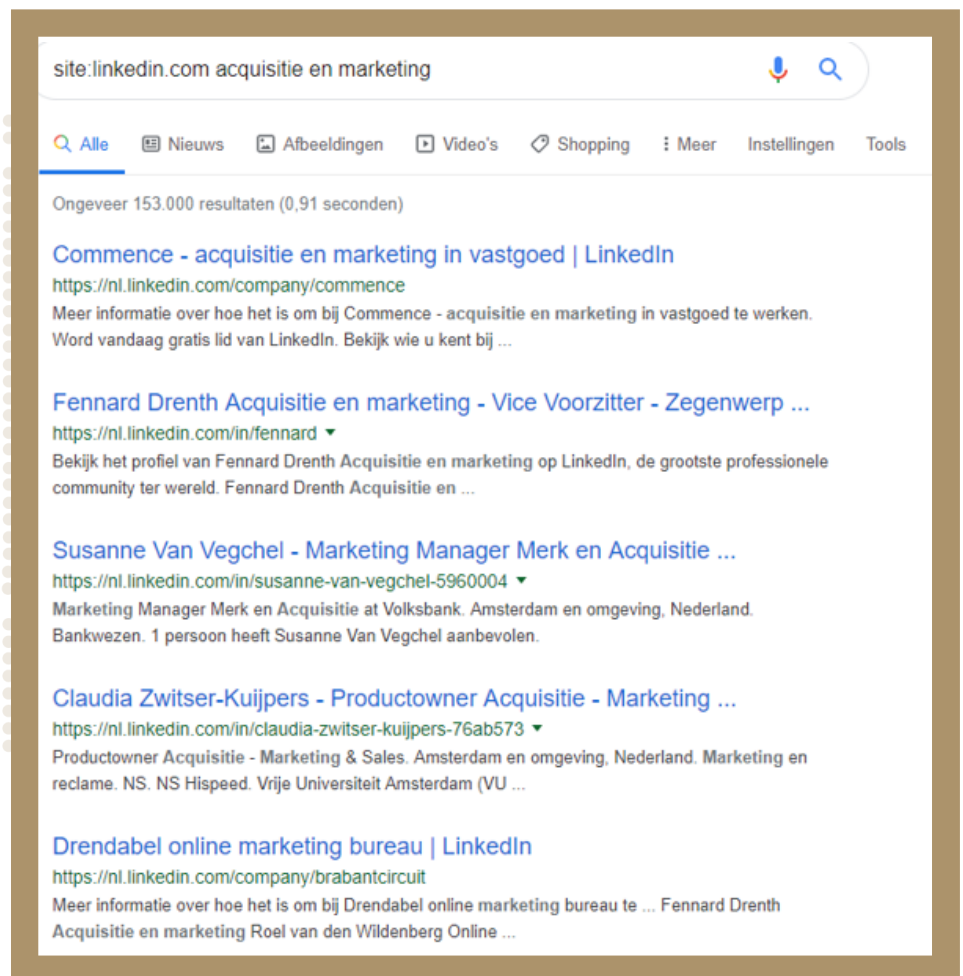 site:linkedin.com acquisitie en marketing
Alle Nieuws Afbeeldingen Video's Shopping Meer Instellingen Tools
Ongeveer 153.000 resultaten (0,91 seconden)
Commence - acquisitie en marketing in vastgoed | LinkedIn
https://nl.linkedin.com/company/commence
Meer informatie over hoe het is om bij Commence - acquisitie en marketing in vastgoed te werken.
Word vandaag gratis lid van LinkedIn. Bekijk wie u kent bij ...
Fennard Drenth Acquisitie en marketing - Vice Voorzitter - Zegenwerp ...
https://nl.linkedin.com/in/fennard
Bekijk het profiel van Fennard Drenth Acquisitie en marketing op LinkedIn, de grootste professionele
community ter wereld. Fennard Drenth Acquisitie en ...
Susanne Van Vegchel - Marketing Manager Merk en Acquisitie ...
https://nl.linkedin.com/in/susanne-van-vegchel-5960004
Marketing Manager Merk en Acquisitie at Volksbank. Amsterdam en omgeving, Nederland.
Bankwezen. 1 persoon heeft Susanne Van Vegchel aanbevolen.
Claudia Zwitser-Kuijpers - Productowner Acquisitie - Marketing ...
https://nl.linkedin.com/in/claudia-zwitser-kuijpers-76ab573
Productowner Acquisitie - Marketing & Sales. Amsterdam en omgeving, Nederland. Marketing en
reclame. NS. NS Hispeed. Vrije Universiteit Amsterdam (VU ...
Drendabel online marketing bureau | LinkedIn
https://nl.linkedin.com/company/brabantcircuit
Meer informatie over hoe het is om bij Drendabel online marketing bureau te ... Fennard Drenth
Acquisitie en marketing Roel van den Wildenberg Online ...